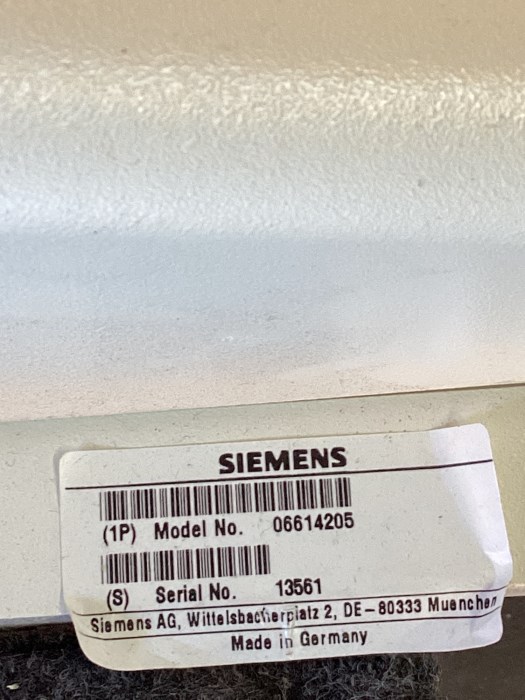 SIEMENS
(1P) Model No. 06614205
(S) Serial No. 13561
Siemens AG, Wittelsbacherplatz 2, DE-80333 Muenchen
Made in Germany